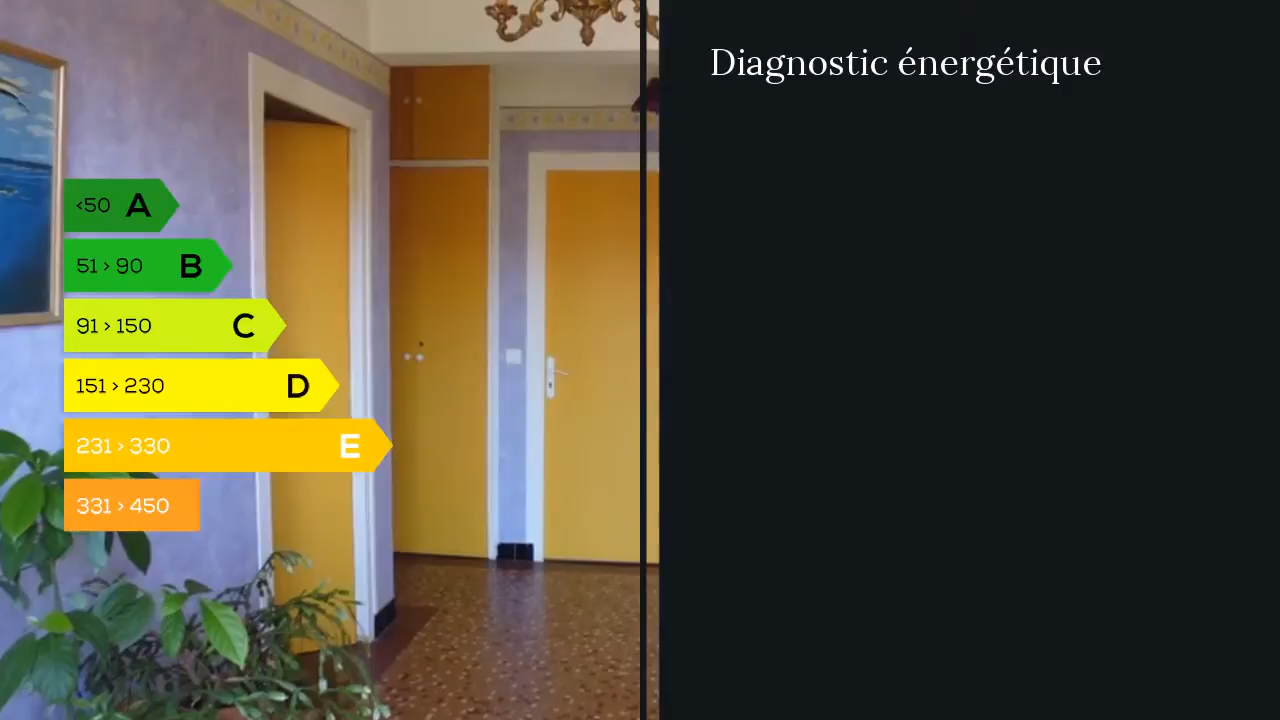 Diagnostic énergétique
<50 A
51 > 90 B
91 > 150 C
151 > 230 D
231 > 330 E
331 > 450